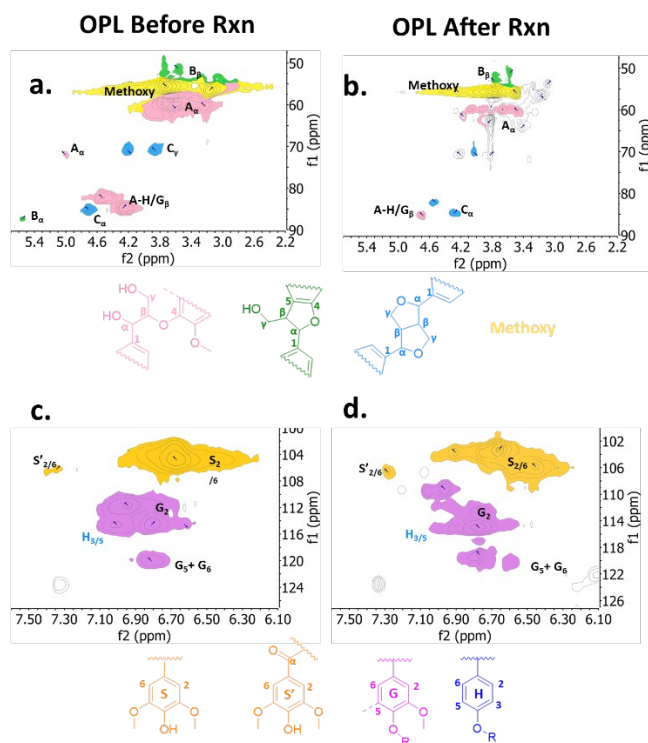 OPL Before Rxn
OPL After Rxn
a.
Bβ
Methoxy
Aα
Aα
Cγ
A-H/Gβ
Bα
Cα
50
60
70
80
90
f1 (ppm)
5.4 5.0 4.6 4.2 3.8 3.4 3.0 2.6 2.2
f2 (ppm)
b.
Bβ
Methoxy
Aα
A-H/Gβ
Cα
50
60
70
80
90
f1 (ppm)
5.4 5.0 4.6 4.2 3.8 3.4 3.0 2.6 2.2
f2 (ppm)
HO
γ
β
HO
α
O
4
1
O
5
4
β
HO
γ
O
α
1
O
α
1
γ
β
β
γ
1
α
O
Methoxy
c.
S'2/6
S2
/6
G2
H3/5
G5+ G6
100
104
108
112
116
120
124
f1 (ppm)
7.50 7.30 7.10 6.90 6.70 6.50 6.30 6.10
f2 (ppm)
d.
S'2/6
S2/6
G2
H3/5
G5+ G6
102
106
110
114
118
122
126
f1 (ppm)
7.50 7.30 7.10 6.90 6.70 6.50 6.30 6.10
f2 (ppm)
6 2
S
O O
OH
O
α
6 2
S'
O O
OH
6 2
G
5
O O
R
6 2
H
5 3
O
R